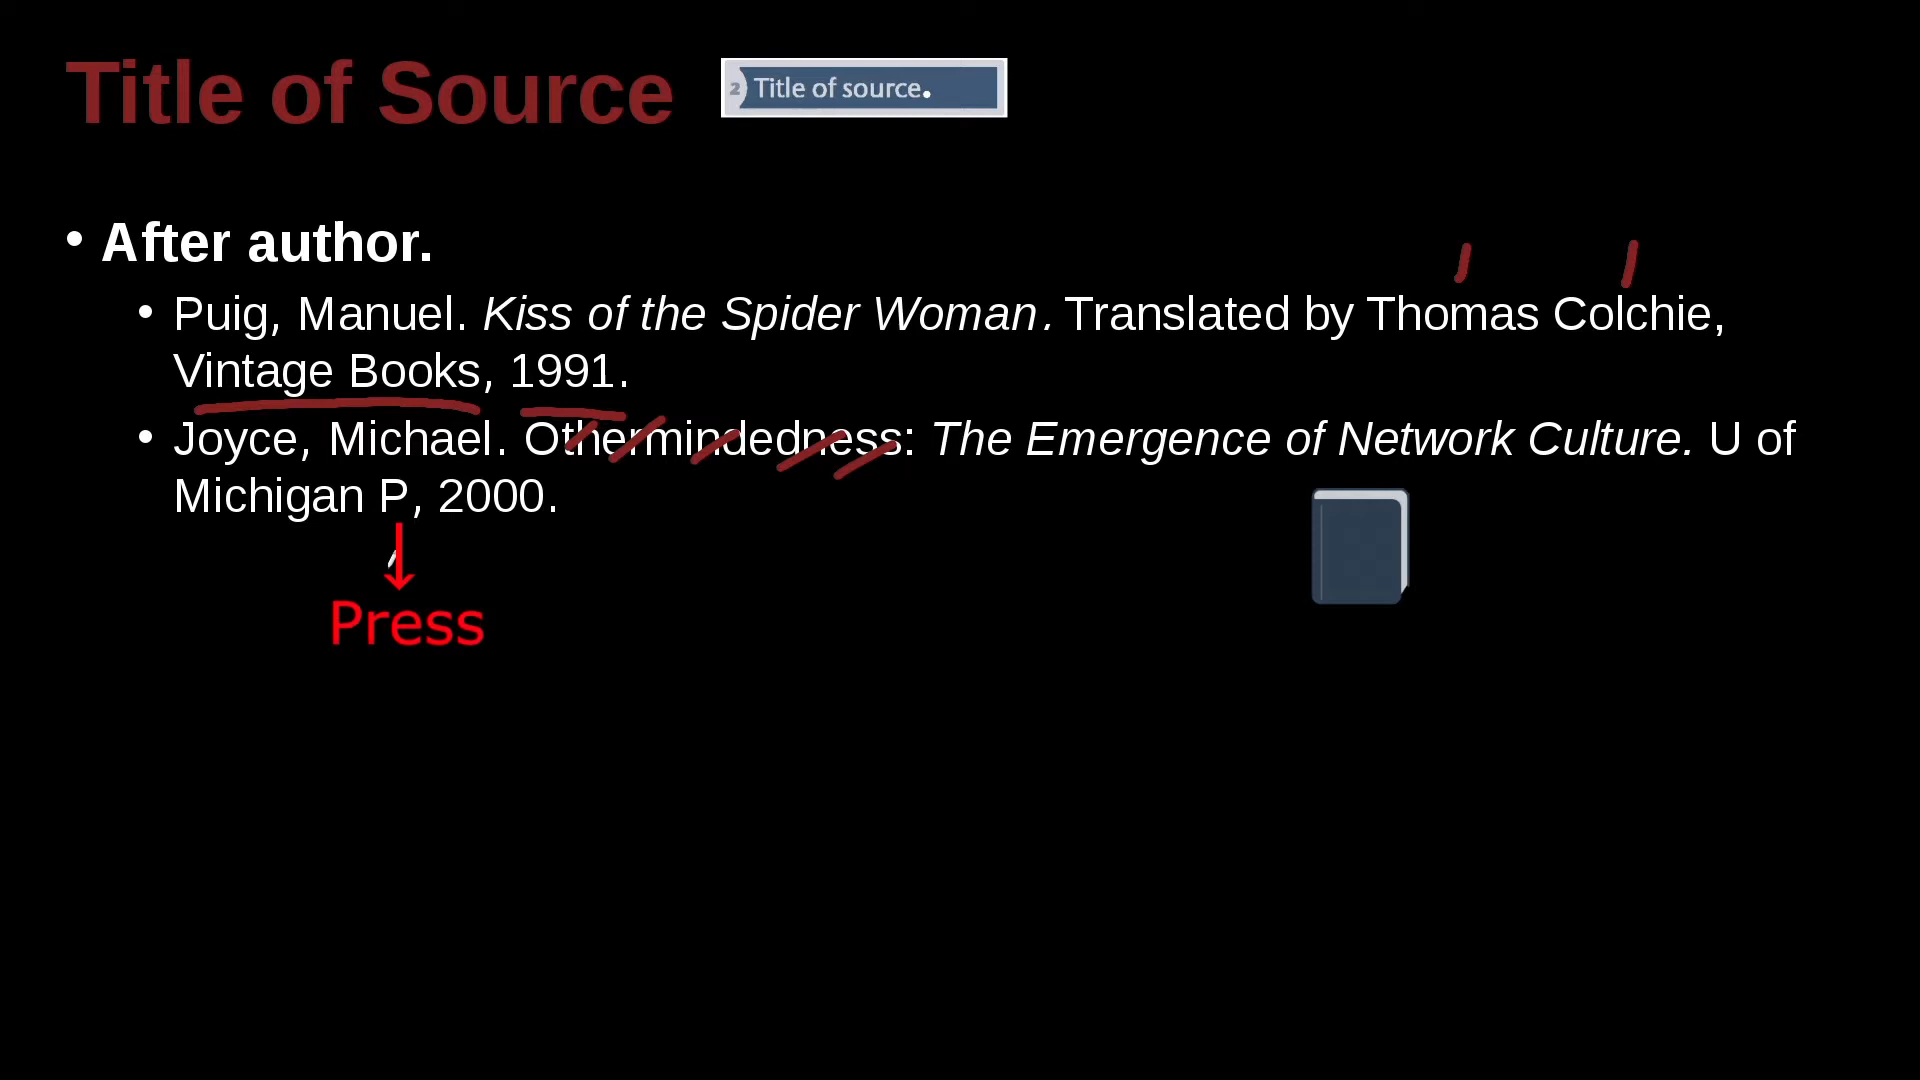 Title of Source
2 Title of source.
• After author.
• Puig, Manuel. Kiss of the Spider Woman. Translated by Thomas Colchie,
Vintage Books, 1991.
• Joyce, Michael. Othermindedness: The Emergence of Network Culture. U of
Michigan P, 2000.
Press